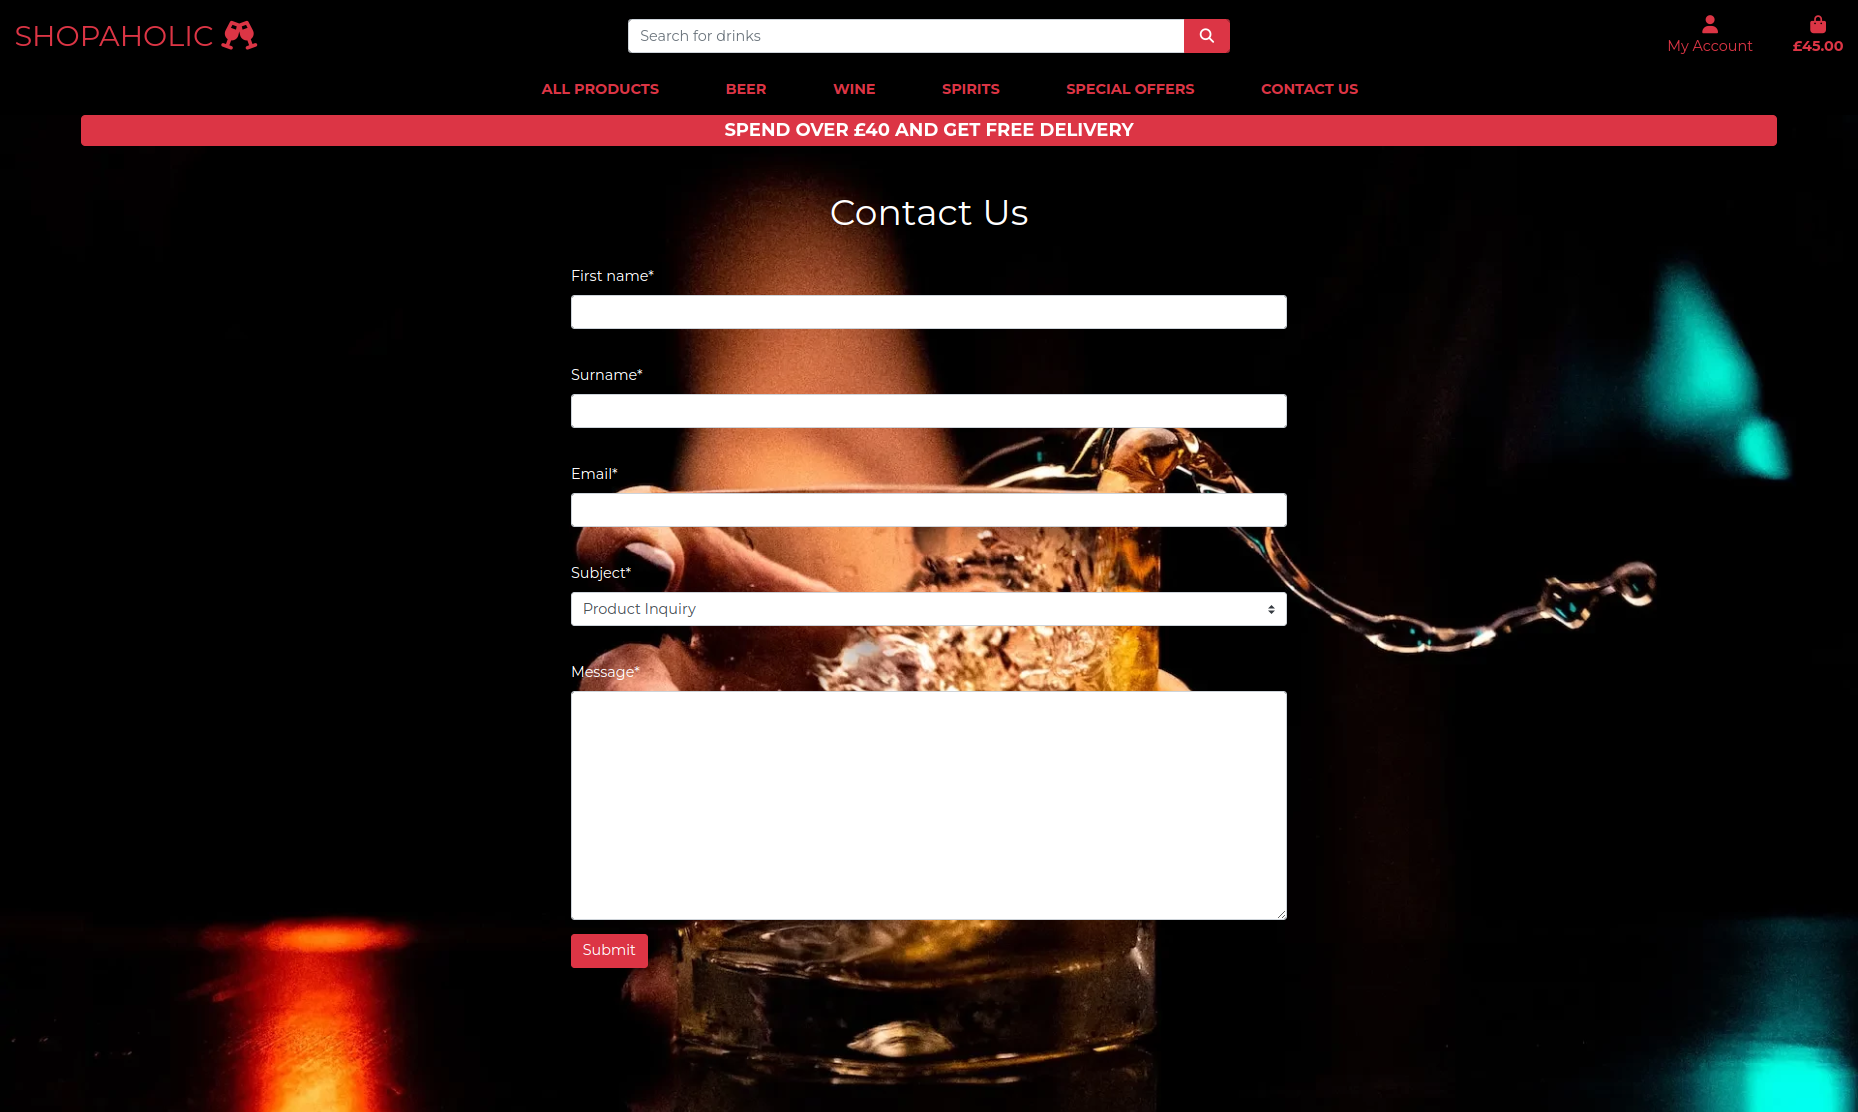 SHOPAHOLIC
Search for drinks
My Account
£45.00
ALL PRODUCTS BEER WINE SPIRITS SPECIAL OFFERS CONTACT US
SPEND OVER £40 AND GET FREE DELIVERY
Contact Us
First name*
Surname*
Email*
Subject*
Product Inquiry
Message*
Submit